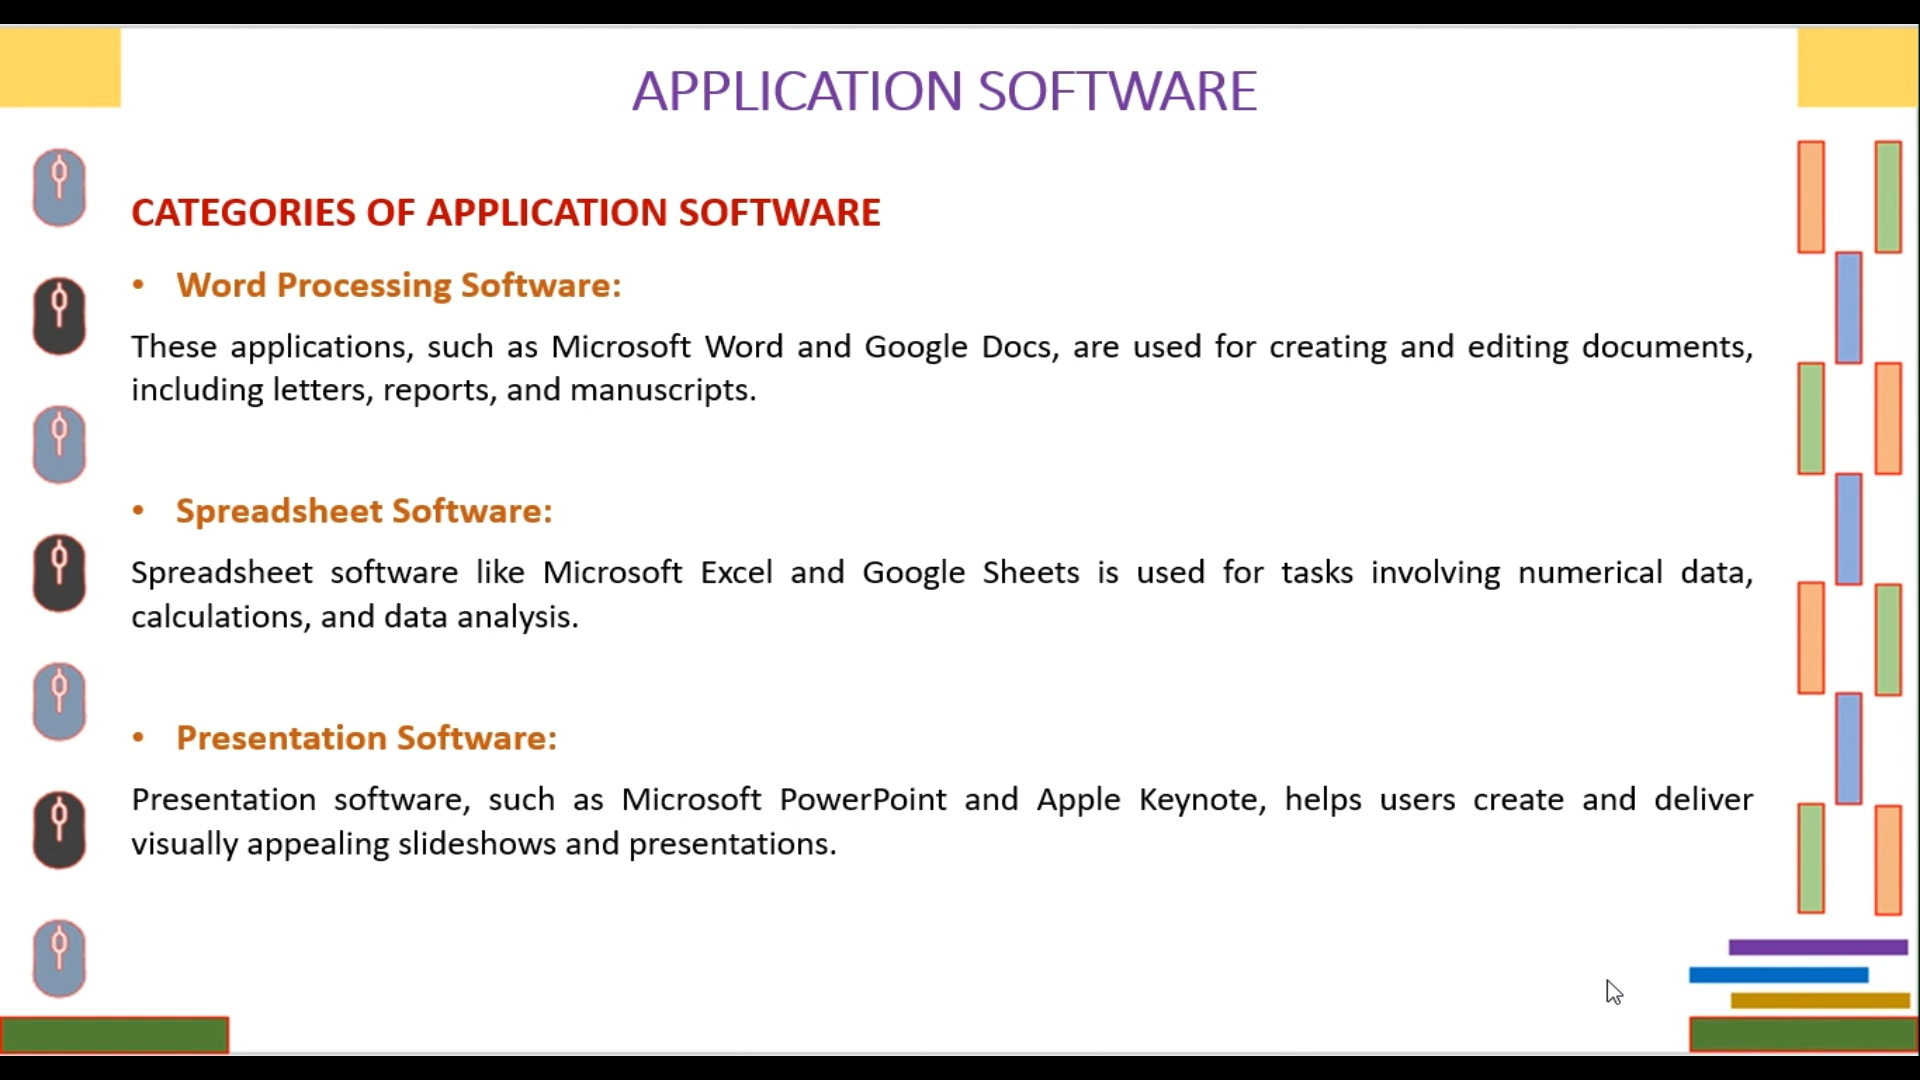 APPLICATION SOFTWARE
CATEGORIES OF APPLICATION SOFTWARE
• Word Processing Software:
These applications, such as Microsoft Word and Google Docs, are used for creating and editing documents,
including letters, reports, and manuscripts.
• Spreadsheet Software:
Spreadsheet software like Microsoft Excel and Google Sheets is used for tasks involving numerical data,
calculations, and data analysis.
• Presentation Software:
Presentation software, such as Microsoft PowerPoint and Apple Keynote, helps users create and deliver
visually appealing slideshows and presentations.